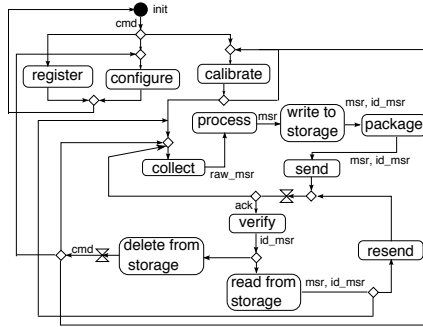 init
cmd
register
configure
calibrate
process
msr
write to
storage
msr, id_msr
package
collect
raw_msr
msr, id_msr
send
ack
verify
id_msr
cmd
delete from
storage
resend
read from
storage
msr, id_msr